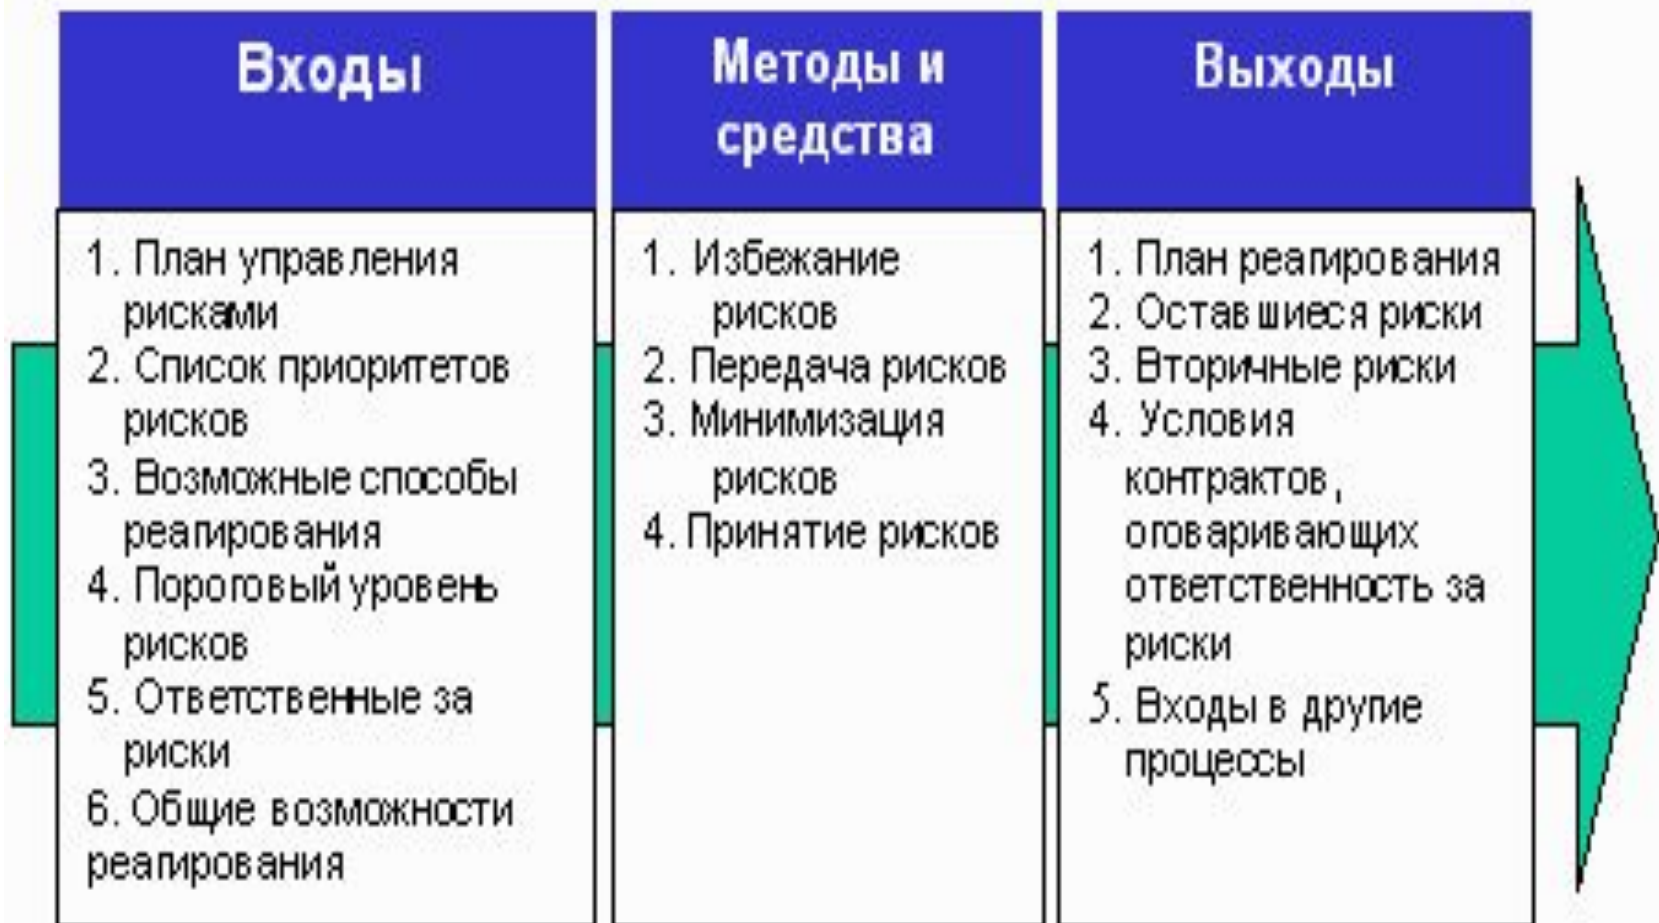 Входы
1. План управления
рисками
2. Список приоритетов
рисков
3. Возможные способы
реагирования
4. Пороговый уровень
рисков
5. Ответственные за
риски
6. Общие возможности
реагирования
Методы и
средства
1. Избежание
рисков
2. Передача рисков
3. Минимизация
рисков
4. Принятие рисков
Выходы
1. План реагирования
2. Оставшиеся риски
3. Вторичные риски
4. Условия
контрактов,
оговаривающих
ответственность за
риски
5. Входы в другие
процессы